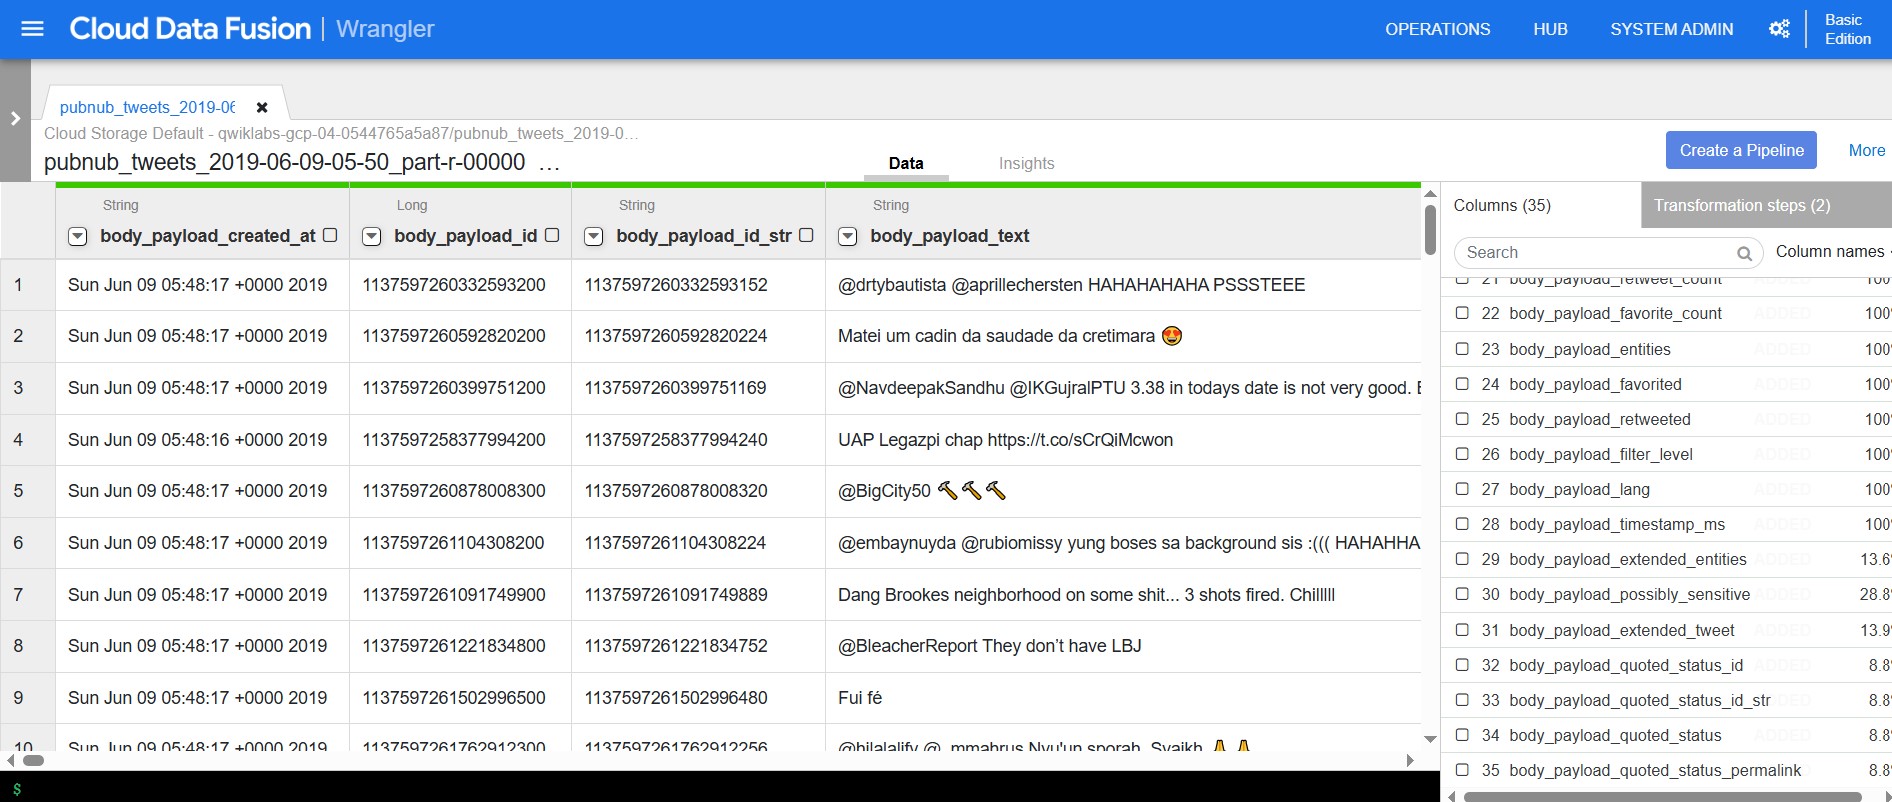 Cloud Data Fusion | Wrangler
OPERATIONS HUB SYSTEM ADMIN Basic Edition
pubnub_tweets_2019-06
Cloud Storage Default - qwiklabs-gcp-04-0544765a5a87/pubnub_tweets_2019-0…
pubnub_tweets_2019-06-09-05-50_part-r-00000 …
Data Insights
Create a Pipeline More
String Long String String
body_payload_created_at body_payload_id body_payload_id_str body_payload_text
1 Sun Jun 09 05:48:17 +0000 2019 1137597260332593200 1137597260332593152 @drtybautista @aprillechersten HAHAHAHAHA PSSSTEEE
2 Sun Jun 09 05:48:17 +0000 2019 1137597260592820200 1137597260592820224 Matei um cadin da saudade da cretimara 😍
3 Sun Jun 09 05:48:17 +0000 2019 1137597260399751200 1137597260399751169 @NavdeepakSandhu @IKGujralPTU 3.38 in todays date is not very good.
4 Sun Jun 09 05:48:16 +0000 2019 1137597258377994200 1137597258377994240 UAP Legazpi chap https://t.co/sCrQiMcwon
5 Sun Jun 09 05:48:17 +0000 2019 1137597260878008300 1137597260878008320 @BigCity50 🔨🔨🔨
6 Sun Jun 09 05:48:17 +0000 2019 1137597261104308200 1137597261104308224 @embaynuyda @rubiomissy yung boses sa background sis :((( HAHAHHA
7 Sun Jun 09 05:48:17 +0000 2019 1137597261091749900 1137597261091749889 Dang Brookes neighborhood on some shit... 3 shots fired. Chillllll
8 Sun Jun 09 05:48:17 +0000 2019 1137597261221834800 1137597261221834752 @BleacherReport They don’t have LBJ
9 Sun Jun 09 05:48:17 +0000 2019 1137597261502996500 1137597261502996480 Fui fé
10 Sun Jun 09 05:48:17 +0000 2019 1137597261762912300 1137597261762912256 @hilalalify @_mmahrus Nyu'un sporah, Syaikh 🙏🙏
$
Columns (35) Transformation steps (2)
Search Column names
21 body_payload_retweet_count 100
22 body_payload_favorite_count ADDED 100
23 body_payload_entities ADDED 100
24 body_payload_favorited ADDED 100
25 body_payload_retweeted ADDED 100
26 body_payload_filter_level ADDED 100
27 body_payload_lang ADDED 100
28 body_payload_timestamp_ms ADDED 100
29 body_payload_extended_entities ADDED 13.6
30 body_payload_possibly_sensitive ADDED 28.8
31 body_payload_extended_tweet ADDED 13.9
32 body_payload_quoted_status_id ADDED 8.8
33 body_payload_quoted_status_id_str 8.8
34 body_payload_quoted_status ADDED 8.8
35 body_payload_quoted_status_permalink 8.8